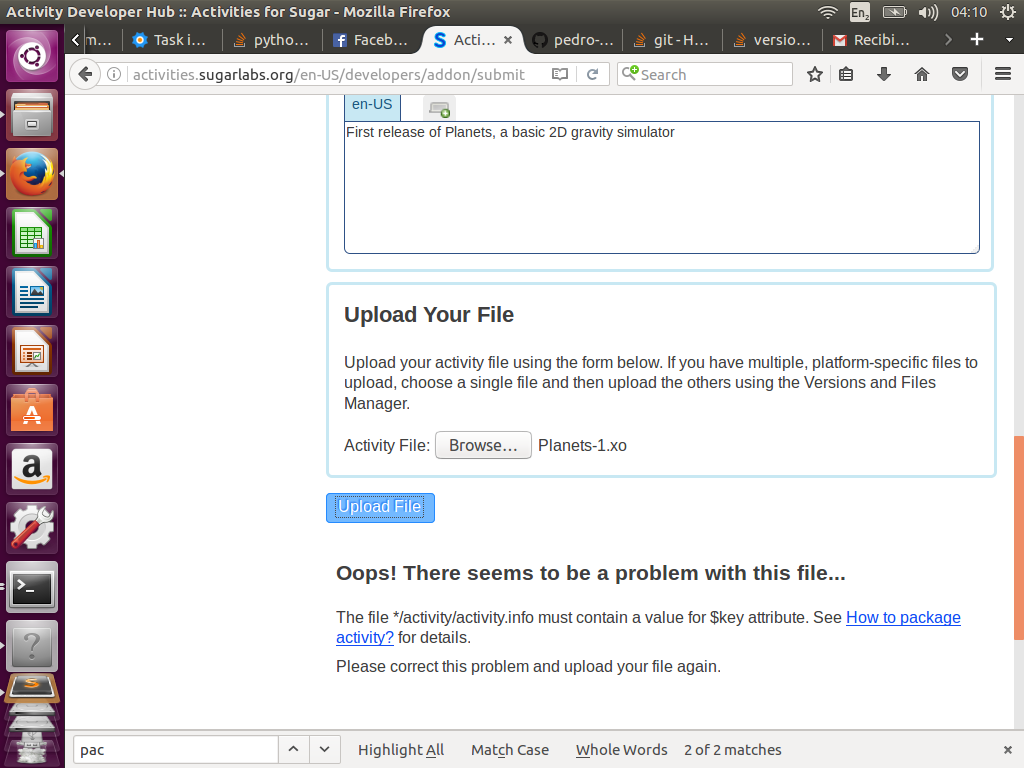 Activity Developer Hub :: Activities for Sugar - Mozilla Firefox
En2
04:10
m...
Task i...
pytho...
Faceb...
Acti...
pedro-...
git - H...
versio...
Recibi...
activities.sugarlabs.org/en-US/developers/addon/submit
Search
en-US
First release of Planets, a basic 2D gravity simulator
Upload Your File
Upload your activity file using the form below. If you have multiple, platform-specific files to
upload, choose a single file and then upload the others using the Versions and Files
Manager.
Activity File: Browse... Planets-1.xo
Upload File
Oops! There seems to be a problem with this file...
The file */activity/activity.info must contain a value for $key attribute. See How to package
activity? for details.
Please correct this problem and upload your file again.
pac
Highlight All
Match Case
Whole Words
2 of 2 matches